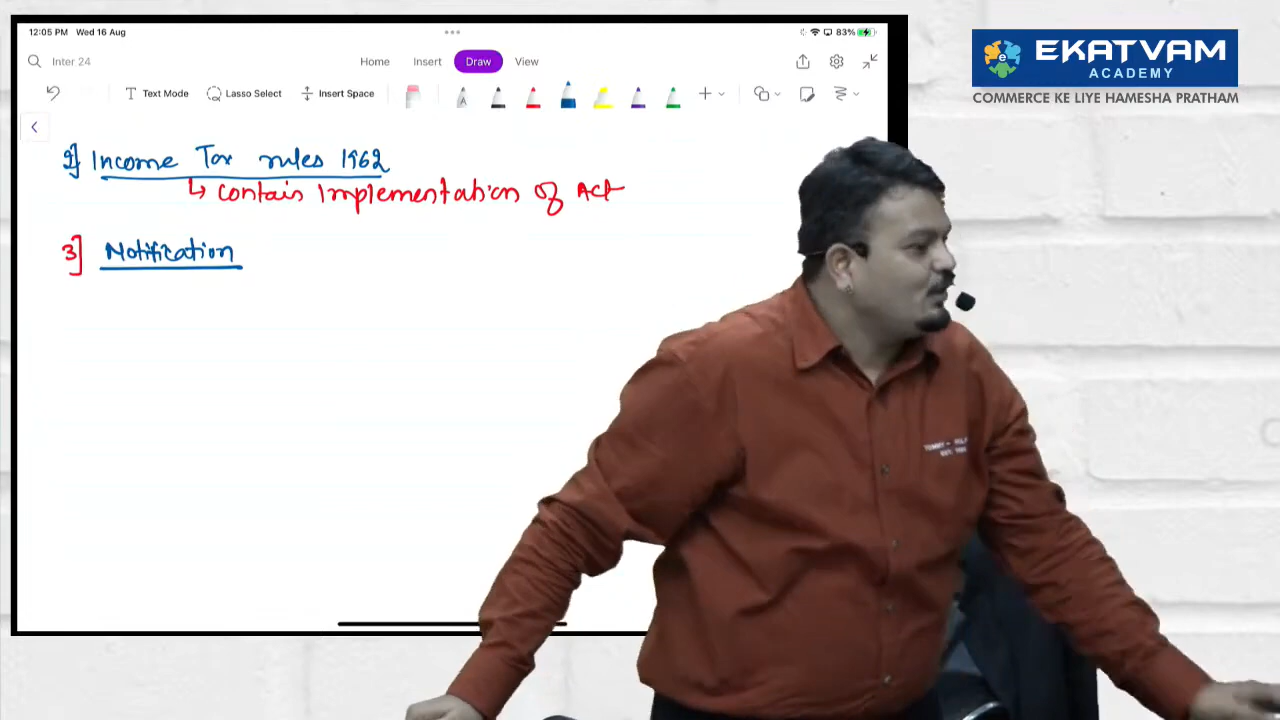 12:05 PM Wed 16 Aug
83%
Inter 24
Home Insert Draw View
Text Mode Lasso Select Insert Space
2] Income Tax rules 1962
↳ Contain Implementation of Act
3] Notification
EKATVAM
ACADEMY
COMMERCE KE LIYE HAMESHA PRATHAM